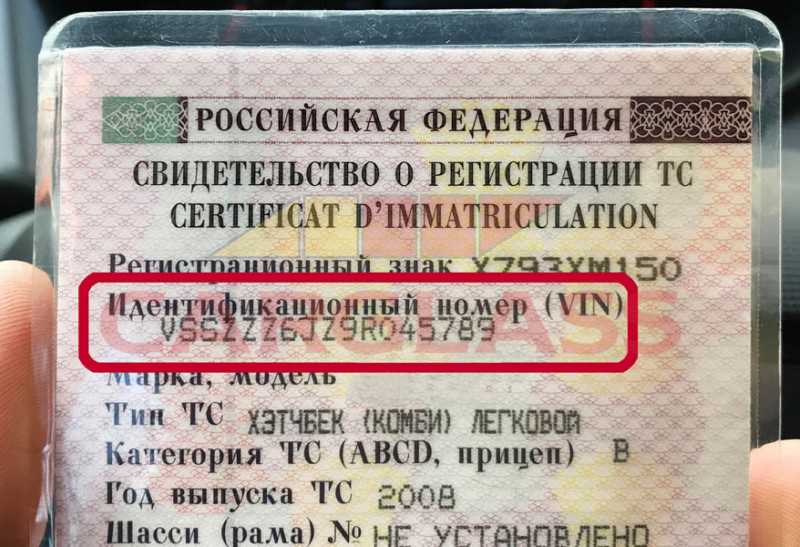 РОССИЙСКАЯ ФЕДЕРАЦИЯ
СВИДЕТЕЛЬСТВО О РЕГИСТРАЦИИ ТС
CERTIFICAT D'IMMATRICULATION
Регистрационный знак Х793ХМ150
Идентификационный номер (VIN)
VSSZZZ6JZ9R045789
Марка, модель
Тип ТС ХЭТЧБЕК (КОМБИ) ЛЕГКОВОЙ
Категория ТС (ABCD, прицеп) B
Год выпуска ТС 2008
Шасси (рама) № НЕ УСТАНОВЛЕНО